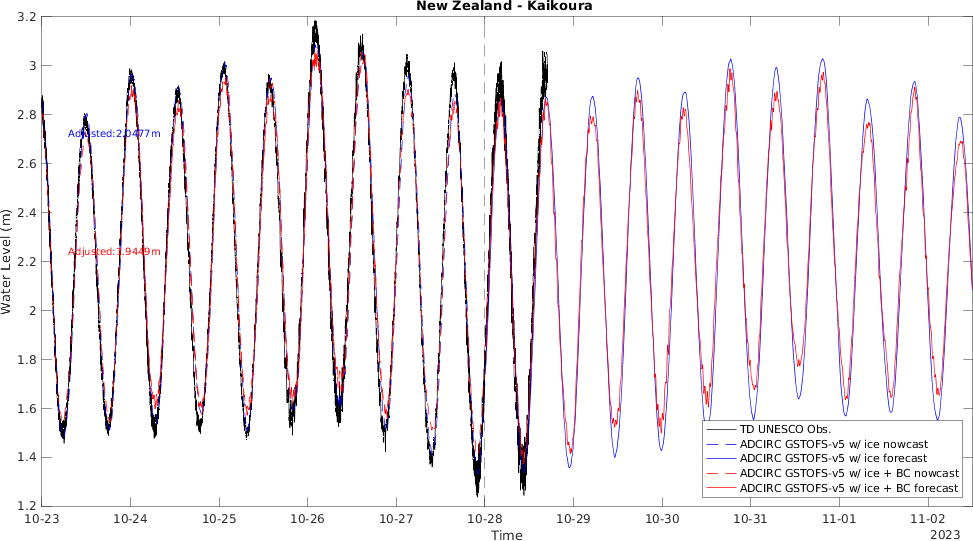 New Zealand - Kaikoura
3.2
3
2.8
2.6
2.4
2.2
2
1.8
1.6
1.4
1.2
Water Level (m)
Adjusted:2.0477m
Adjusted:1.9449m
TD UNESCO Obs.
ADCIRC GSTOFS-v5 w/ ice nowcast
ADCIRC GSTOFS-v5 w/ ice forecast
ADCIRC GSTOFS-v5 w/ ice + BC nowcast
ADCIRC GSTOFS-v5 w/ ice + BC forecast
10-23 10-24 10-25 10-26 10-27 10-28 10-29 10-30 10-31 11-01 11-02
Time
2023